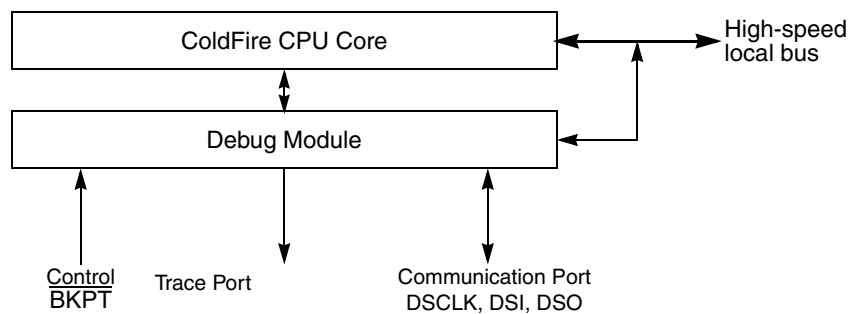 ColdFire CPU Core
High-speed
local bus
Debug Module
Control
BKPT
Trace Port
Communication Port
DSCLK, DSI, DSO